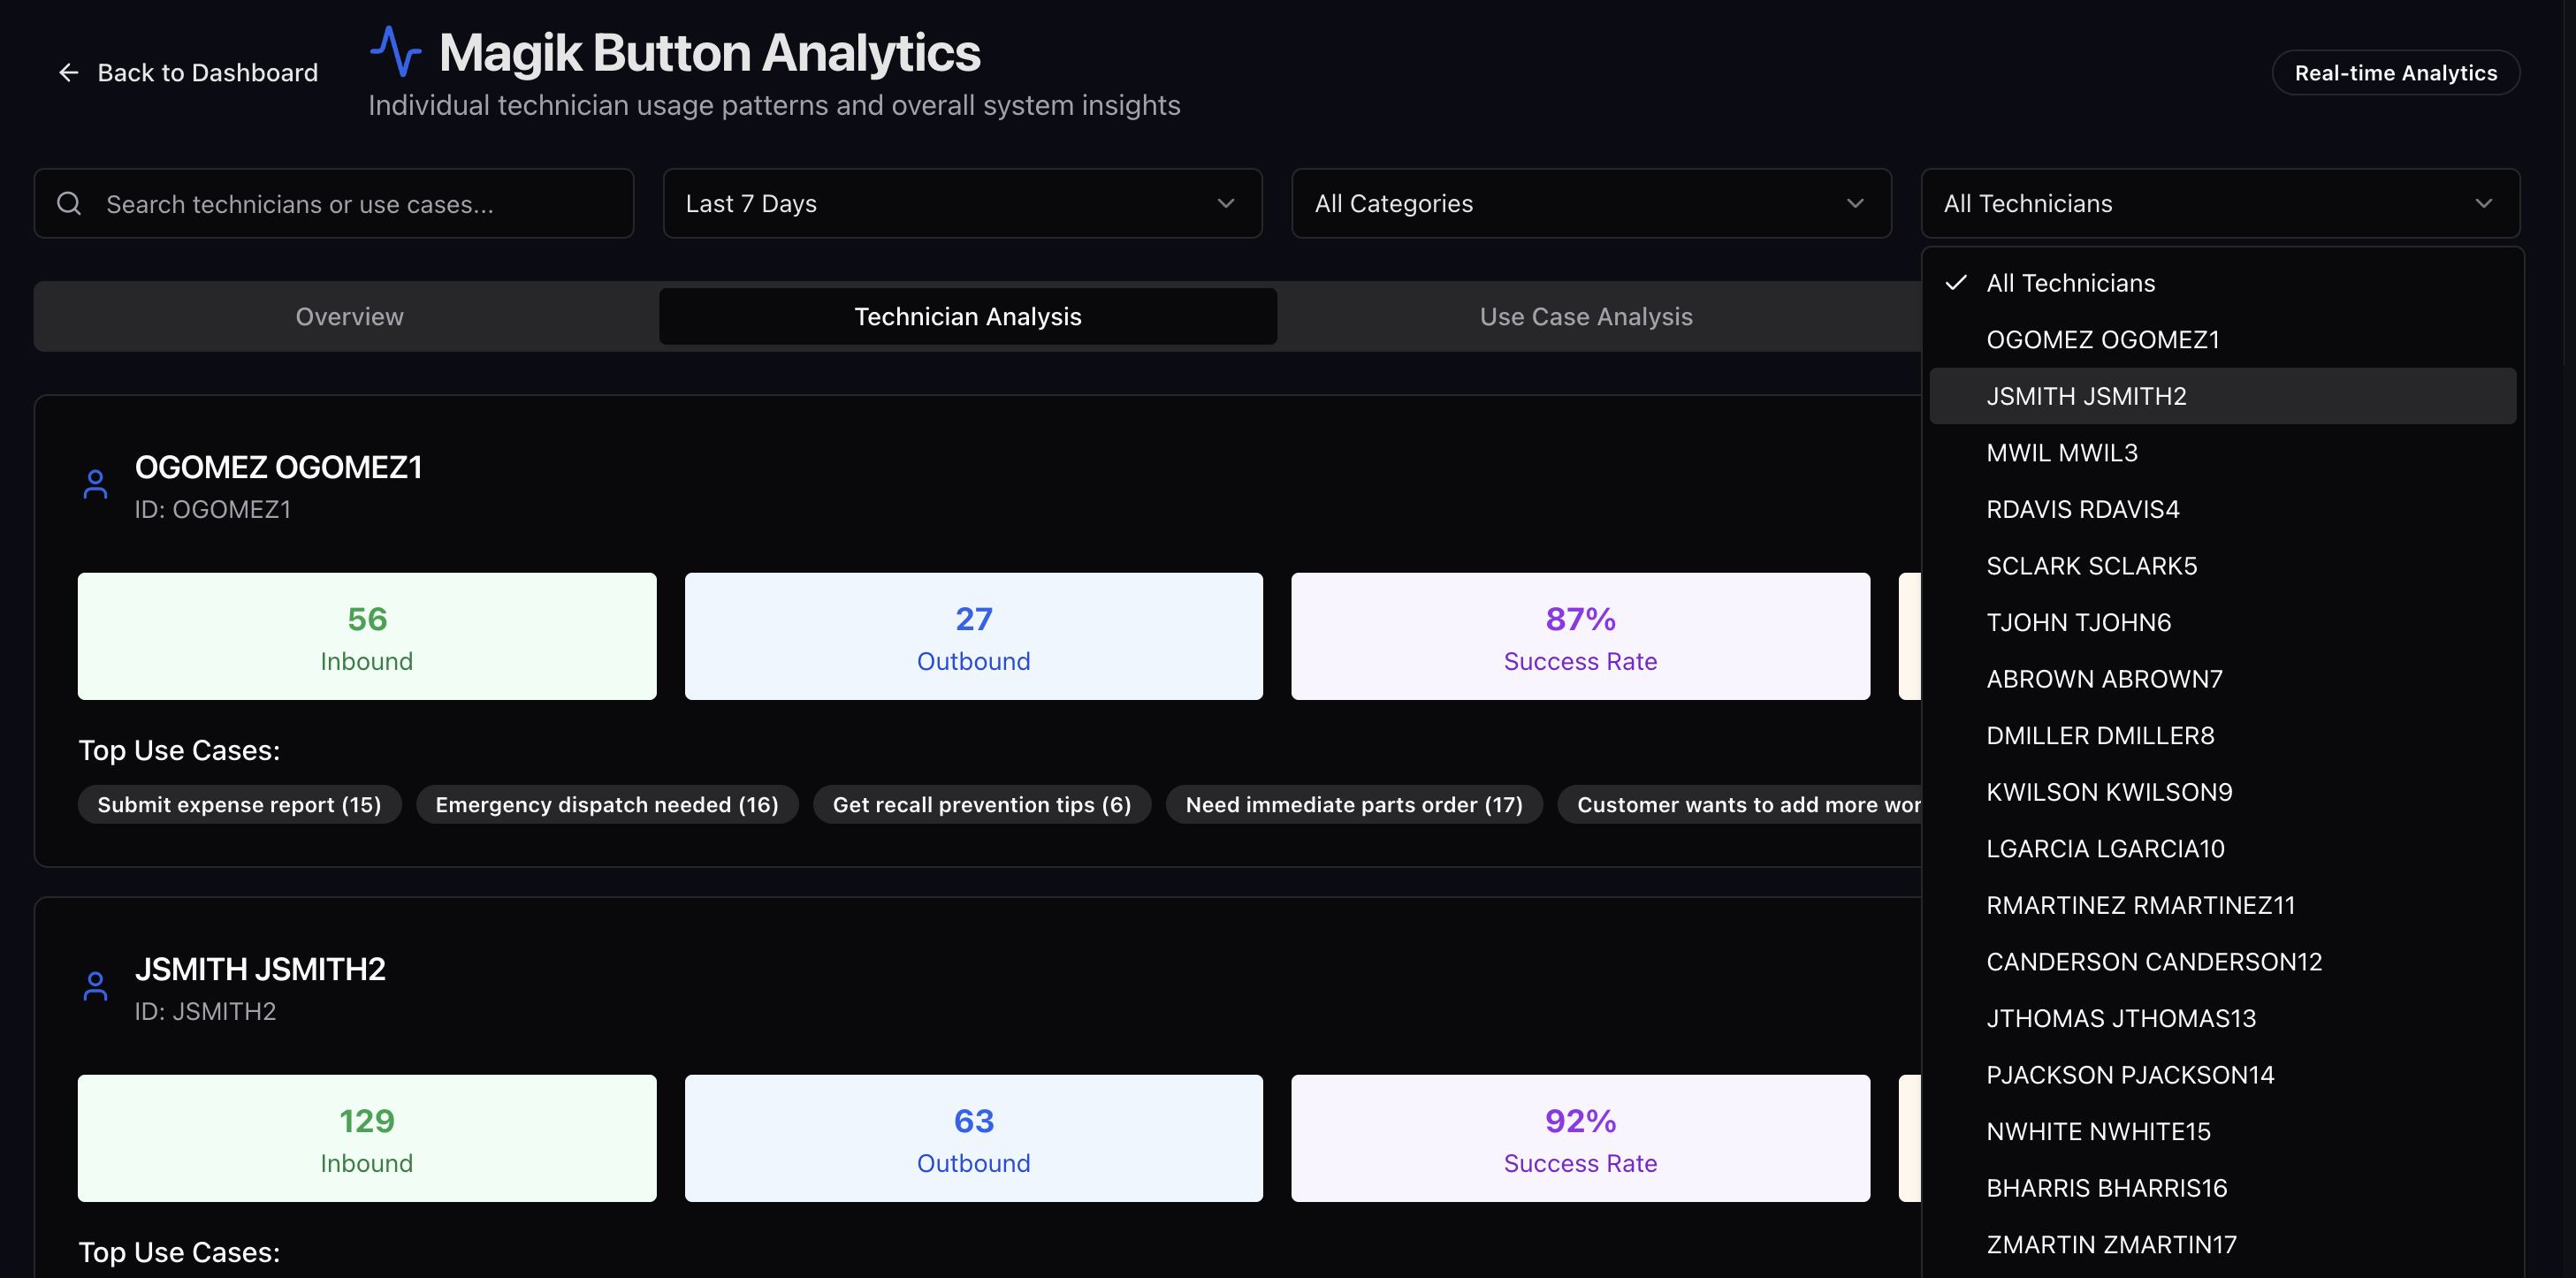 Back to Dashboard
Magik Button Analytics
Individual technician usage patterns and overall system insights
Real-time Analytics
Search technicians or use cases...
Last 7 Days
All Categories
All Technicians
Overview
Technician Analysis
Use Case Analysis
All Technicians
OGOMEZ OGOMEZ1
JSMITH JSMITH2
MWIL MWIL3
RDAVIS RDAVIS4
SCLARK SCLARK5
TJOHN TJOHN6
ABROWN ABROWN7
DMILLER DMILLER8
KWILSON KWILSON9
LGARCIA LGARCIA10
RMARTINEZ RMARTINEZ11
CANDERSON CANDERSON12
JTHOMAS JTHOMAS13
PJACKSON PJACKSON14
NWHITE NWHITE15
BHARRIS BHARRIS16
ZMARTIN ZMARTIN17
OGOMEZ OGOMEZ1
ID: OGOMEZ1
56
Inbound
27
Outbound
87%
Success Rate
Top Use Cases:
Submit expense report (15)
Emergency dispatch needed (16)
Get recall prevention tips (6)
Need immediate parts order (17)
Customer wants to add more
JSMITH JSMITH2
ID: JSMITH2
129
Inbound
63
Outbound
92%
Success Rate
Top Use Cases: